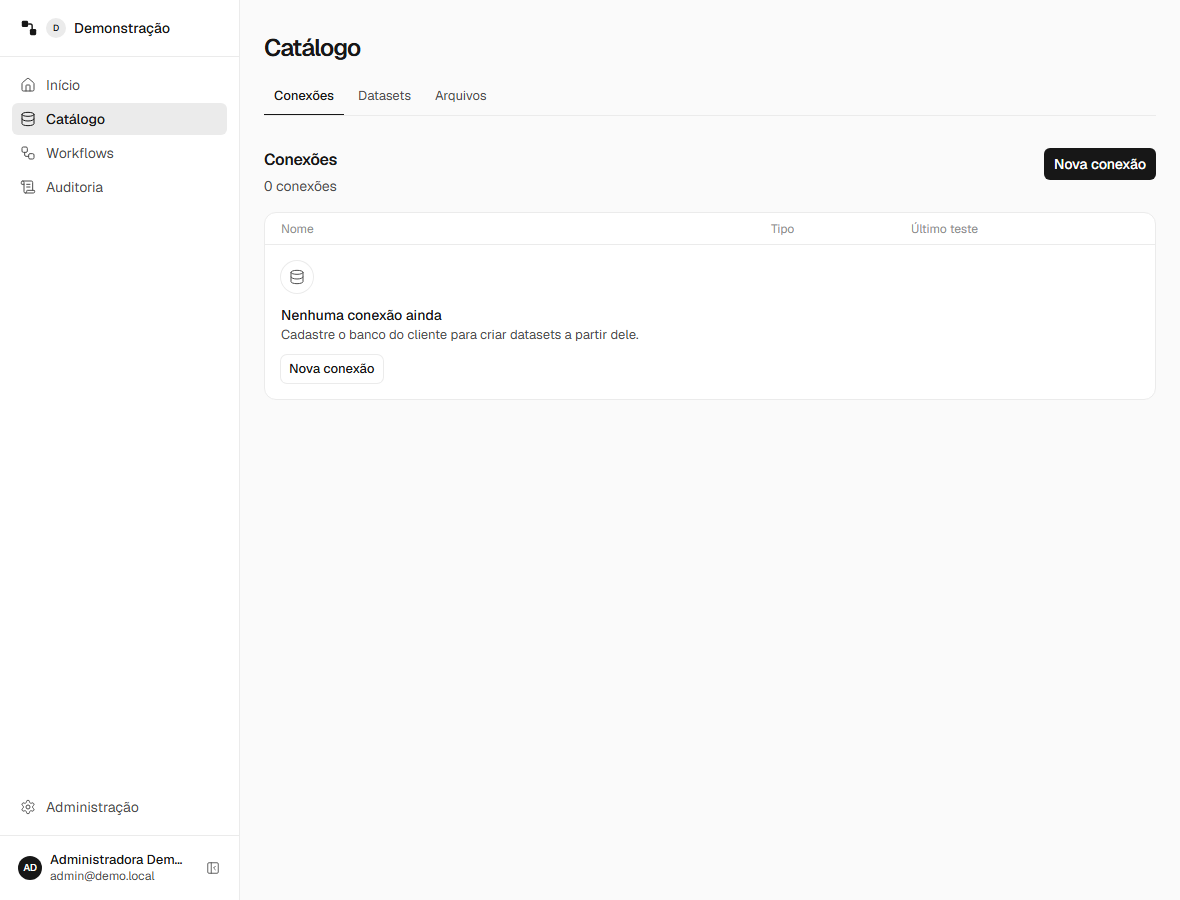 D Demonstração
Início
Catálogo
Workflows
Auditoria
Administração
AD Administradora Dem...
admin@demo.local
Catálogo
Conexões Datasets Arquivos
Conexões
0 conexões
Nova conexão
Nome Tipo Último teste
Nenhuma conexão ainda
Cadastre o banco do cliente para criar datasets a partir dele.
Nova conexão